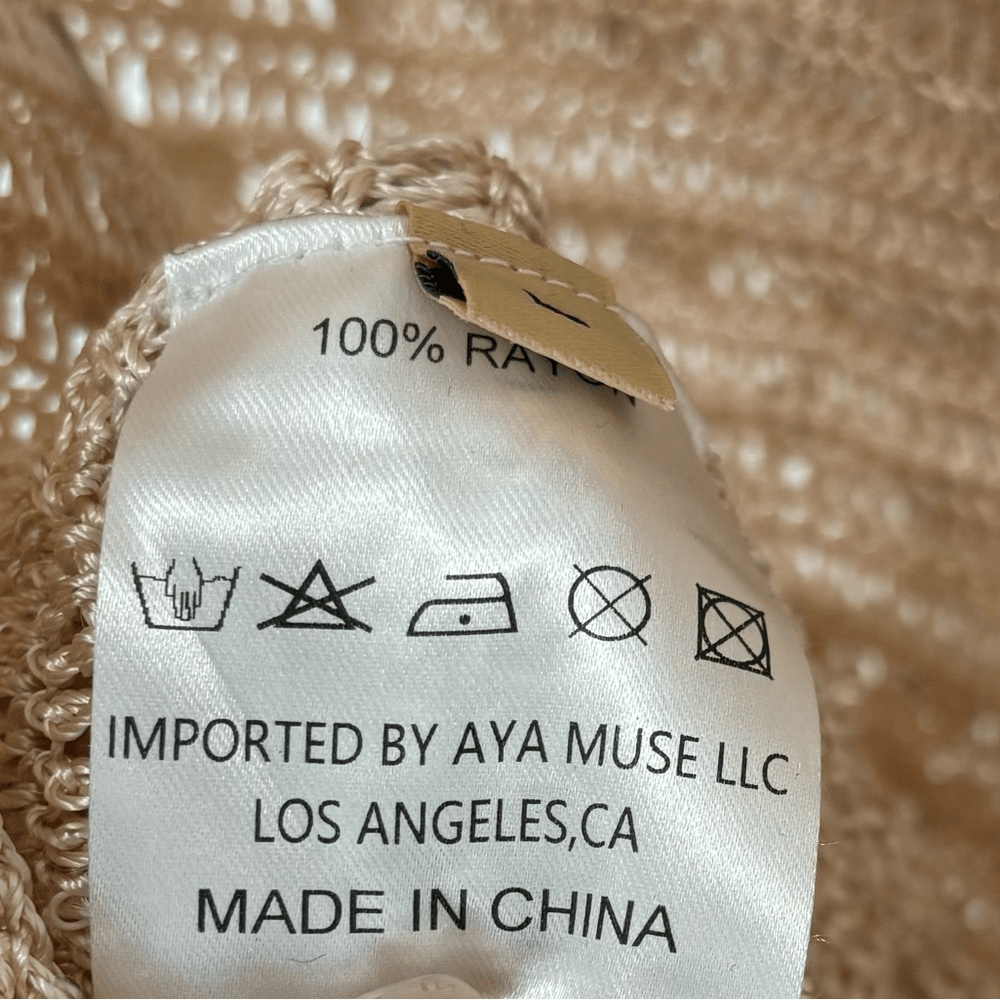 100% RAYON
IMPORTED BY AYA MUSE LLC
LOS ANGELES,CA
MADE IN CHINA